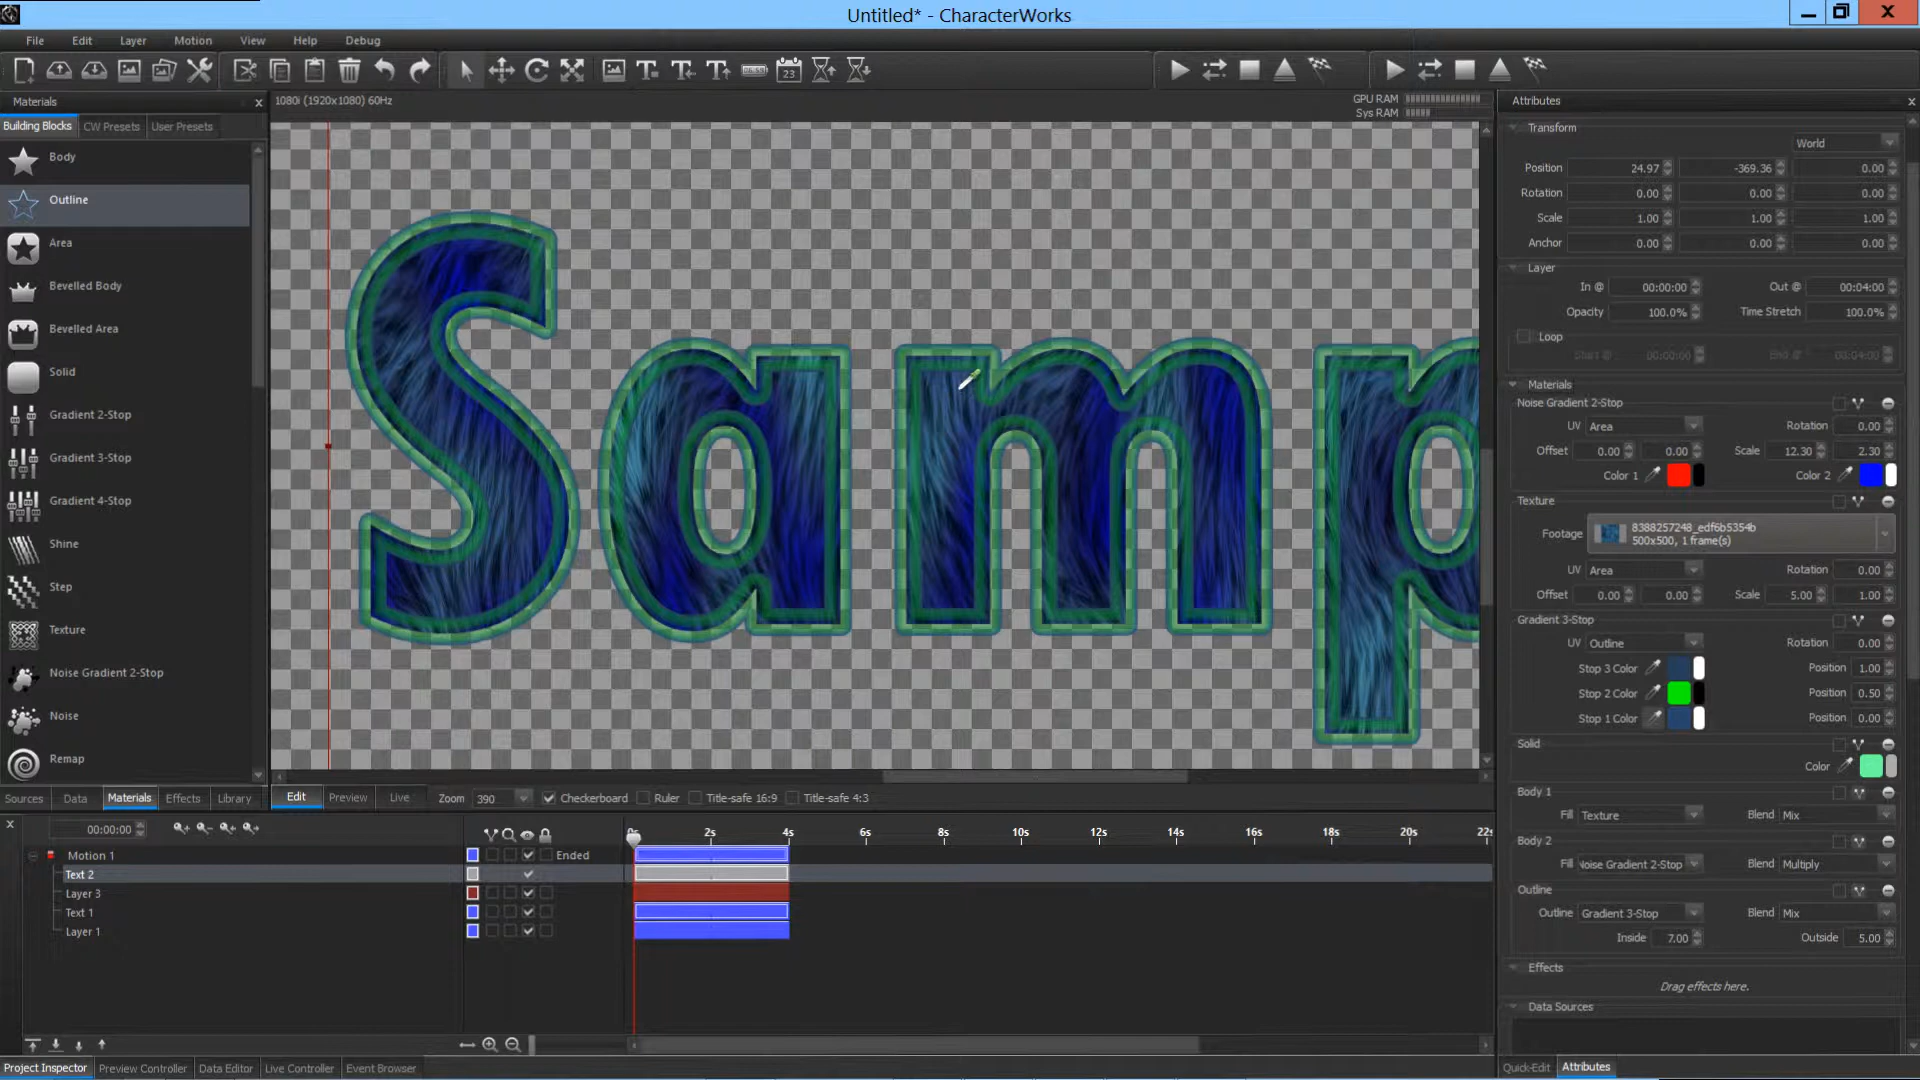 Untitled* - CharacterWorks
File Edit Layer Motion View Help Debug
23
Materials
Building Blocks CW Presets User Presets
Body
Outline
Area
Bevelled Body
Bevelled Area
Solid
Gradient 2-Stop
Gradient 3-Stop
Gradient 4-Stop
Shine
Step
Texture
Noise Gradient 2-Stop
Noise
Remap
Sources Data Materials Effects Library
1080i (1920x1080) 60Hz
GPU RAM
Sys RAM
Samp
Edit Preview Live Zoom 390 Checkerboard Ruler Title-safe 16:9 Title-safe 4:3
Attributes
Transform
World
Position 24.97 -369.36 0.00
Rotation 0.00 0.00 0.00
Scale 1.00 1.00 1.00
Anchor 0.00 0.00 0.00
Layer
In @ 00:00:00 Out @ 00:04:00
Opacity 100.0% Time Stretch 100.0%
Loop
Start @ 00:00:00 End @ 00:04:00
Materials
Noise Gradient 2-Stop
UV Area Rotation 0.00
Offset 0.00 0.00 Scale 12.30 2.30
Color 1 Color 2
Texture
Footage 8388257248_edf6b5354b
500x500, 1 frame(s)
UV Area Rotation 0.00
Offset 0.00 0.00 Scale 5.00 1.00
Gradient 3-Stop
UV Outline Rotation 0.00
Stop 3 Color Position 1.00
Stop 2 Color Position 0.50
Stop 1 Color Position 0.00
Solid
Color
Body 1
Fill Texture Blend Mix
Body 2
Fill Noise Gradient 2-Stop Blend Multiply
Outline
Outline Gradient 3-Stop Blend Mix
Inside 7.00 Outside 5.00
Effects
Drag effects here.
Data Sources
Quick-Edit Attributes
00:00:00
0s 2s 4s 6s 8s 10s 12s 14s 16s 18s 20s 22s
Motion 1 Ended
Text 2
Layer 3
Text 1
Layer 1
Project Inspector Preview Controller Data Editor Live Controller Event Browser